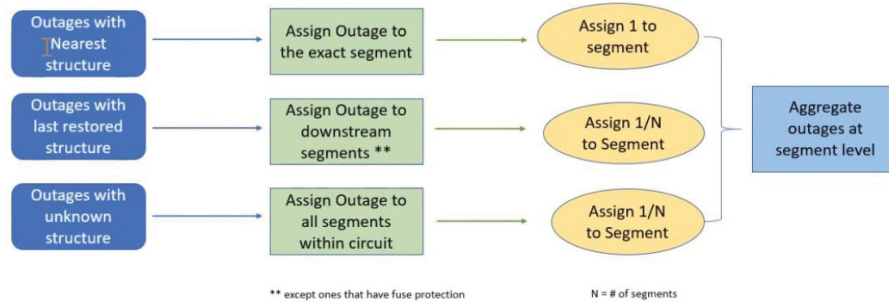 Outages with
Nearest
structure
Assign Outage to
the exact segment
Assign 1 to
segment
Outages with
last restored
structure
Assign Outage to
downstream
segments **
Assign 1/N
to Segment
Outages with
unknown
structure
Assign Outage to
all segments
within circuit
Assign 1/N
to Segment
Aggregate
outages at
segment level
** except ones that have fuse protection
N = # of segments